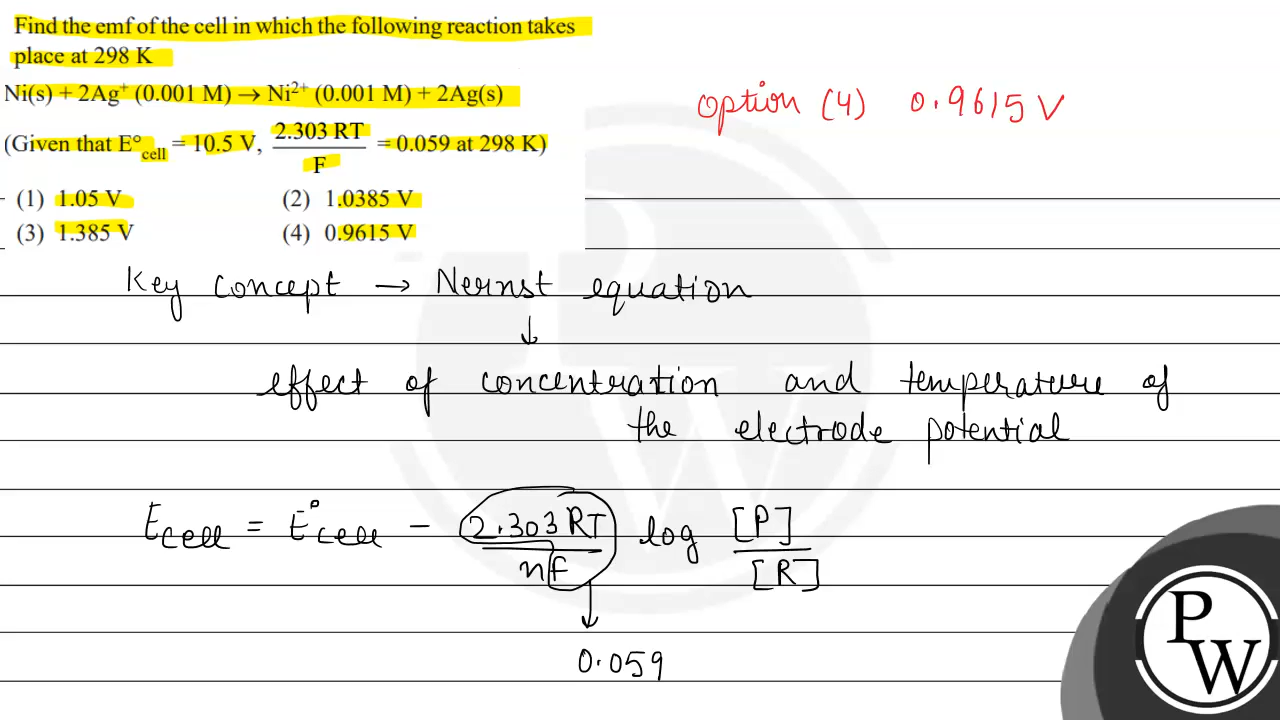 Find the emf of the cell in which the following reaction takes
place at 298 K
Ni(s) + 2Ag⁺ (0.001 M) → Ni²⁺ (0.001 M) + 2Ag(s)
(Given that E°cell = 10.5 V, 2.303 RT / F = 0.059 at 298 K)
(1) 1.05 V (2) 1.0385 V
(3) 1.385 V (4) 0.9615 V
option (4) 0.9615 V
Key concept → Nernst equation
↓
effect of concentration and temperature of
the electrode potential
Ecell = E°cell − 2.303 RT / nF log [P] / [R]
↓
0.059
P
W